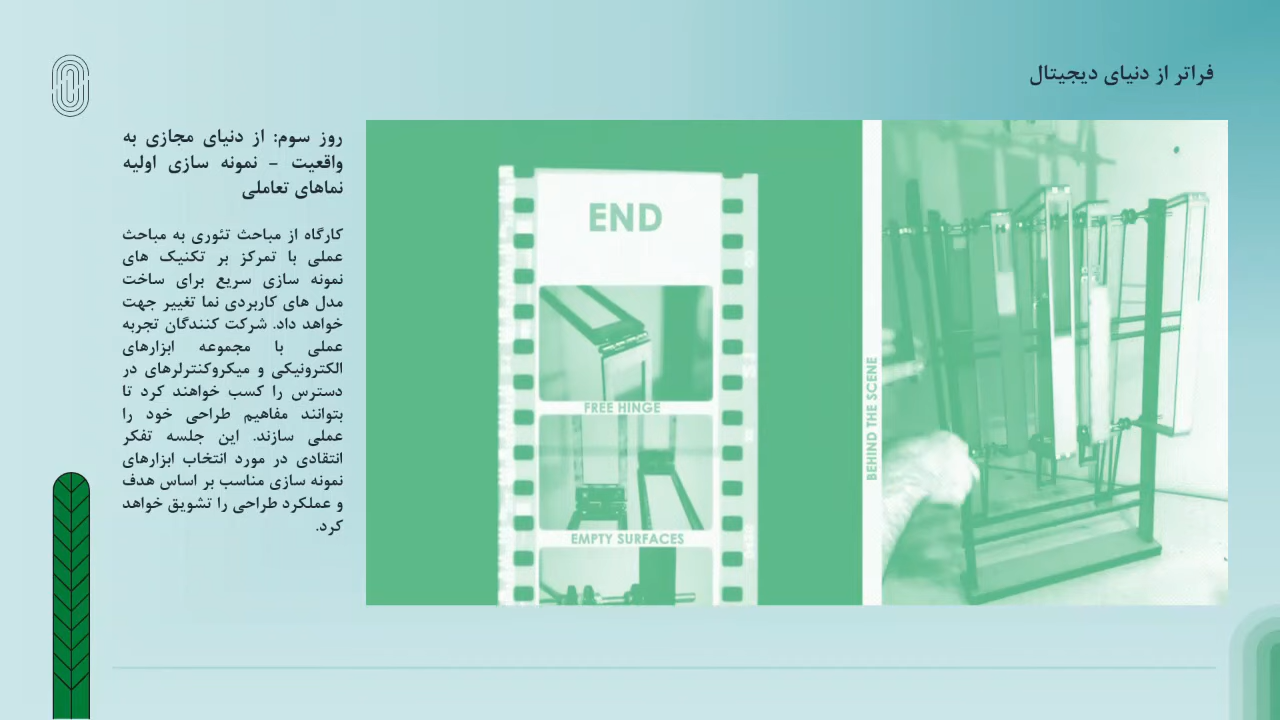 فراتر از دنیای دیجیتال
روز سوم: از دنیای مجازی به
واقعیت - نمونه سازی اولیه
نماهای تعاملی
کارگاه از مباحث تئوری به مباحث
عملی با تمرکز بر تکنیک های
نمونه سازی سریع برای ساخت
مدل های کاربردی نما تغییر جهت
خواهد داد. شرکت کنندگان تجربه
عملی با مجموعه ابزارهای
الکترونیکی و میکروکنترلرهای در
دسترس را کسب خواهند کرد تا
بتوانند مفاهیم طراحی خود را
عملی سازند. این جلسه تفکر
انتقادی در مورد انتخاب ابزارهای
نمونه سازی مناسب بر اساس هدف
و عملکرد طراحی را تشویق خواهد
کرد.
END
FREE HINGE
EMPTY SURFACES
BEHIND THE SCENE